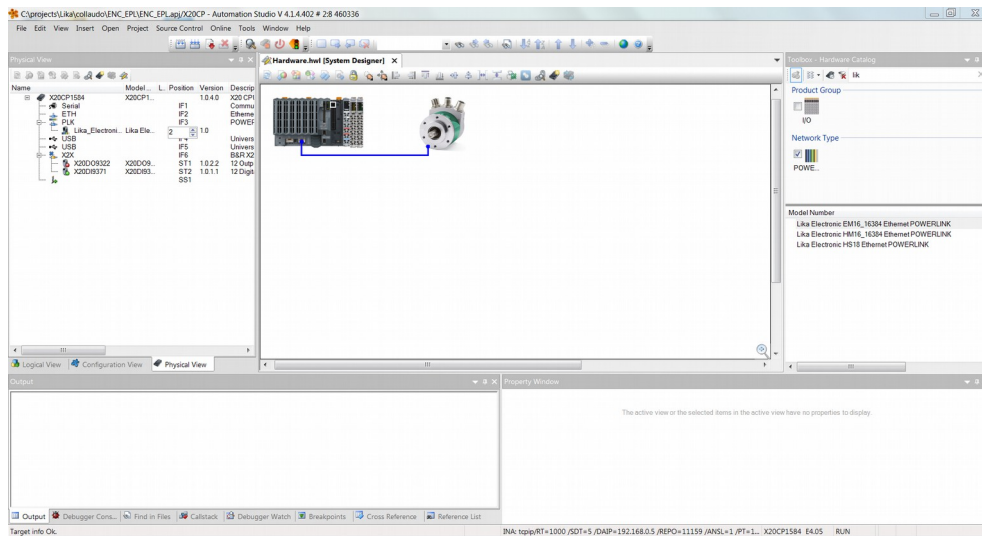 C:\projects\Lika\collaudo\ENC_EPL\ENC_EPL.apj/X20CP - Automation Studio V 4.1.4.402 # 2:8 460336
File Edit View Insert Open Project Source Control Online Tools Window Help
Physical View
Name Model ... L.. Position Version Descrip
X20CP1584 X20CP1... 1.0.4.0 X20 CPI
Serial IF1 Commu
ETH IF2 Etherne
PLK IF3 POWEF
Lika_Electroni... Lika Ele... 2 1.0
USB IF4 Univers
USB IF5 Univers
X2X IF6 B&R X2
X20DO9322 X20DO9... ST1 1.0.2.2 12 Outp
X20DI9371 X20DI93... ST2 1.0.1.1 12 Digit
SS1
Logical View Configuration View Physical View
Hardware.hwl [System Designer] X
Toolbox - Hardware Catalog
lik
Product Group
I/O
Network Type
POWE...
Model Number
Lika Electronic EM16_16384 Ethernet POWERLINK
Lika Electronic HM16_16384 Ethernet POWERLINK
Lika Electronic HS18 Ethernet POWERLINK
Output
Property Window
The active view or the selected items in the active view have no properties to display.
Output Debugger Cons... Find in Files Callstack Debugger Watch Breakpoints Cross Reference Reference List
Target info Ok. INA: tcpip/RT=1000 /SDT=5 /DAIP=192.168.0.5 /REPO=11159 /ANSL=1 /PT=1... X20CP1584 E4.05 RUN